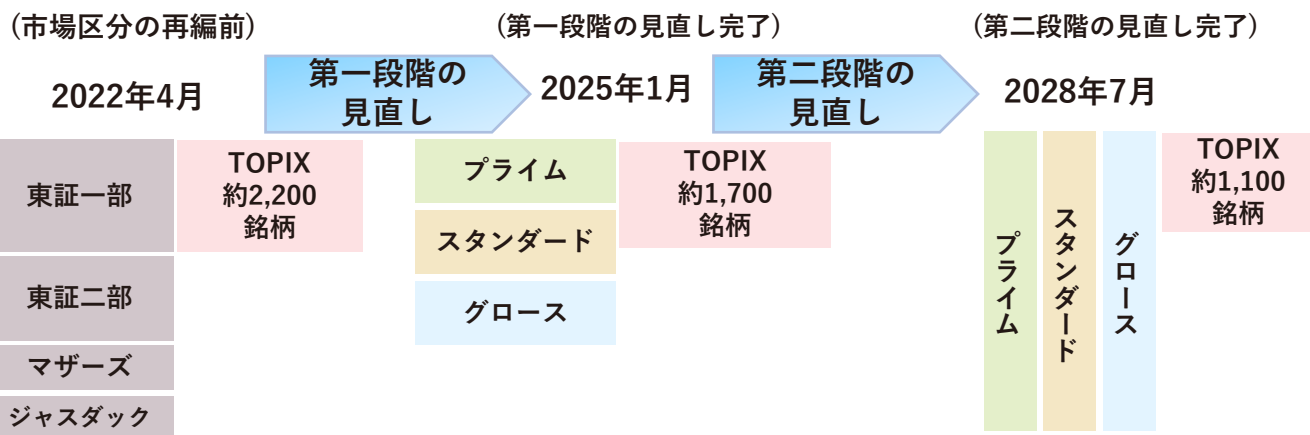 (市場区分の再編前)
(第一段階の見直し完了)
(第二段階の見直し完了)
2022年4月
第一段階の
見直し
2025年1月
第二段階の
見直し
2028年7月
東証一部
東証二部
マザーズ
ジャスダック
TOPIX
約2,200
銘柄
プライム
スタンダード
グロース
TOPIX
約1,700
銘柄
プライム
スタンダード
グロース
TOPIX
約1,100
銘柄